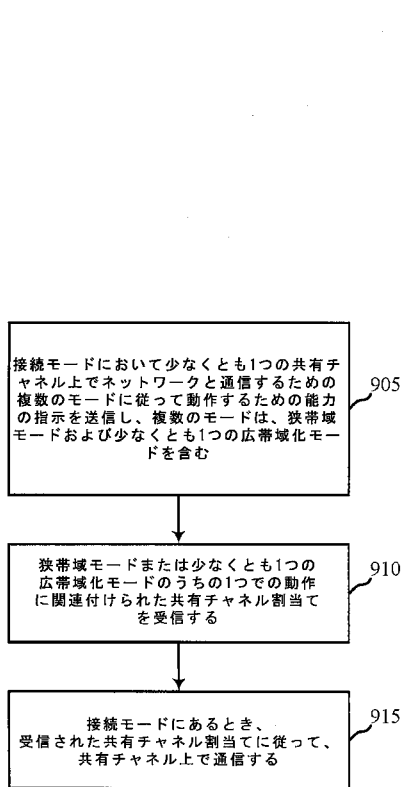 接続モードにおいて少なくとも1つの共有チ
ャネル上でネットワークと通信するための
複数のモードに従って動作するための能力
の指示を送信し、複数のモードは、狭帯域
モードおよび少なくとも1つの広帯域化モー
ドを含む
905
狭帯域モードまたは少なくとも1つの
広帯域化モードのうちの1つでの動作
に関連付けられた共有チャネル割当て
を受信する
910
接続モードにあるとき、
受信された共有チャネル割当てに従って、
共有チャネル上で通信する
915